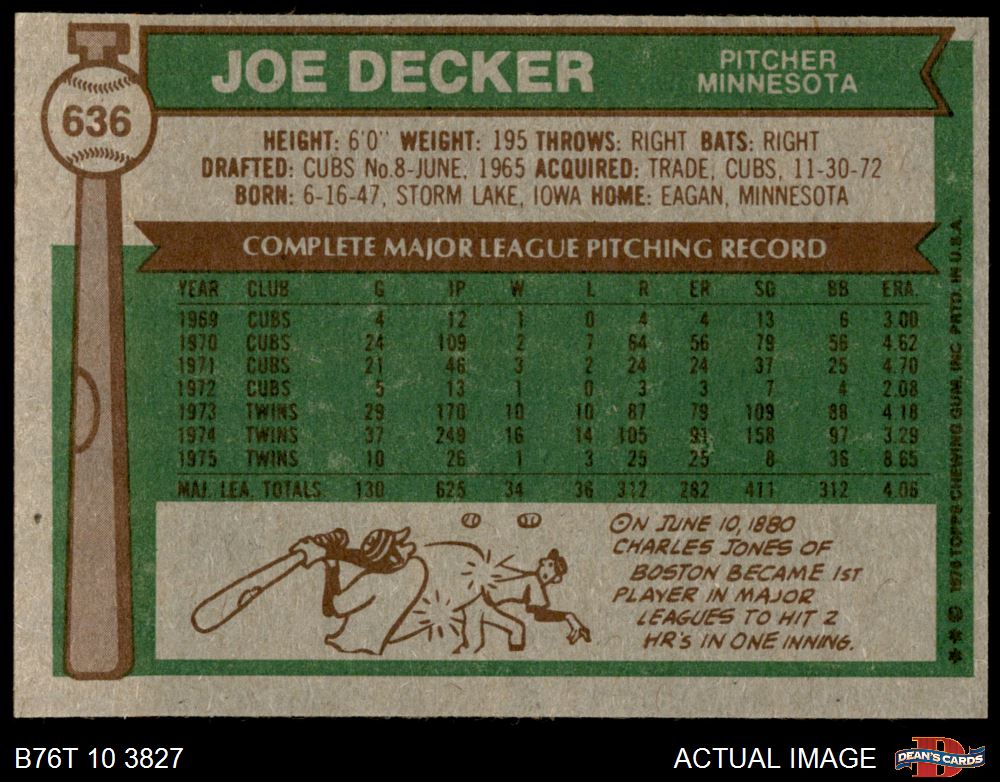 636
JOE DECKER
PITCHER
MINNESOTA
HEIGHT: 6'0" WEIGHT: 195 THROWS: RIGHT BATS: RIGHT
DRAFTED: CUBS No.8-JUNE, 1965 ACQUIRED: TRADE, CUBS, 11-30-72
BORN: 6-16-47, STORM LAKE, IOWA HOME: EAGAN, MINNESOTA
COMPLETE MAJOR LEAGUE PITCHING RECORD
YEAR CLUB G IP W L R ER SO BB ERA.
1969 CUBS 4 12 1 0 4 4 13 6 3.00
1970 CUBS 24 109 2 7 64 56 79 56 4.62
1971 CUBS 21 46 3 2 24 24 37 25 4.70
1972 CUBS 5 13 1 0 3 3 7 4 2.08
1973 TWINS 29 170 10 10 87 79 109 88 4.18
1974 TWINS 37 249 16 14 105 91 158 97 3.29
1975 TWINS 10 26 1 3 25 25 8 36 8.65
MAJ. LEA. TOTALS 130 625 34 36 312 282 411 312 4.06
ON JUNE 10, 1880
CHARLES JONES OF
BOSTON BECAME 1ST
PLAYER IN MAJOR
LEAGUES TO HIT 2
HR'S IN ONE INNING.
** © 1976 TOPPS CHEWING GUM, INC. PRTD. IN U.S.A.
B76T 10 3827
ACTUAL IMAGE
DEAN'S CARDS